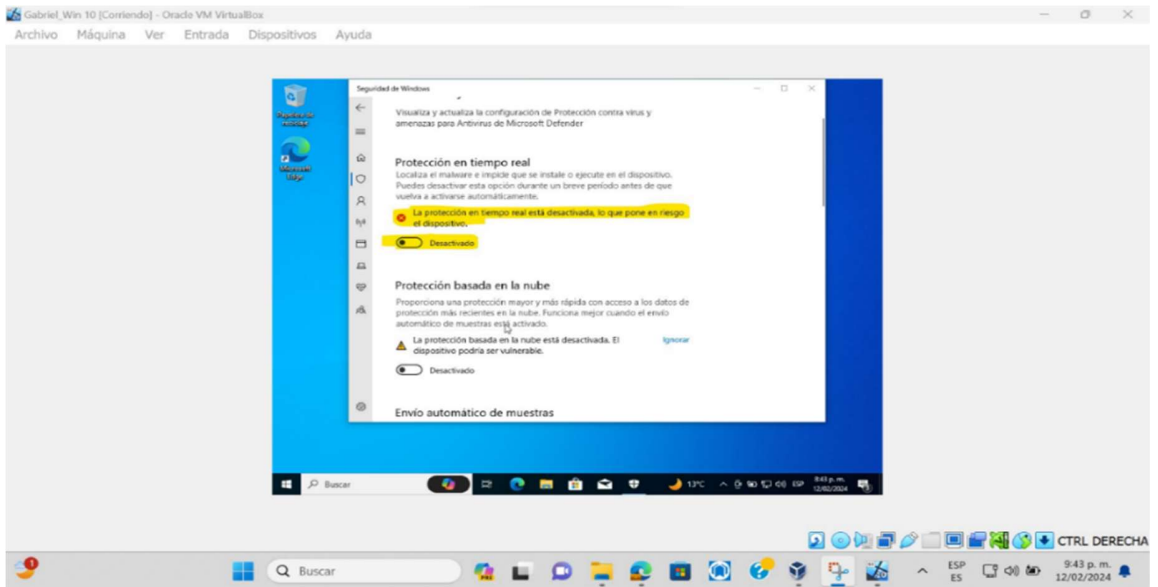 Gabriel_Win 10 [Corriendo] - Oracle VM VirtualBox
Archivo Máquina Ver Entrada Dispositivos Ayuda
Papelera de
reciclaje
Microsoft
Edge
Seguridad de Windows
Visualiza y actualiza la configuración de Protección contra virus y
amenazas para Antivirus de Microsoft Defender
Protección en tiempo real
Localiza el malware e impide que se instale o ejecute en el dispositivo.
Puedes desactivar esta opción durante un breve período antes de que
vuelva a activarse automáticamente.
La protección en tiempo real está desactivada, lo que pone en riesgo
el dispositivo.
Desactivado
Protección basada en la nube
Proporciona una protección mayor y más rápida con acceso a los datos de
protección más recientes en la nube. Funciona mejor cuando el envío
automático de muestras está activado.
La protección basada en la nube está desactivada. El
dispositivo podría ser vulnerable.
Ignorar
Desactivado
Envío automático de muestras
Buscar
13°C
ESP
8:43 p. m.
12/02/2024
CTRL DERECHA
1
Buscar
PRE
ESP
ES
9:43 p. m.
12/02/2024